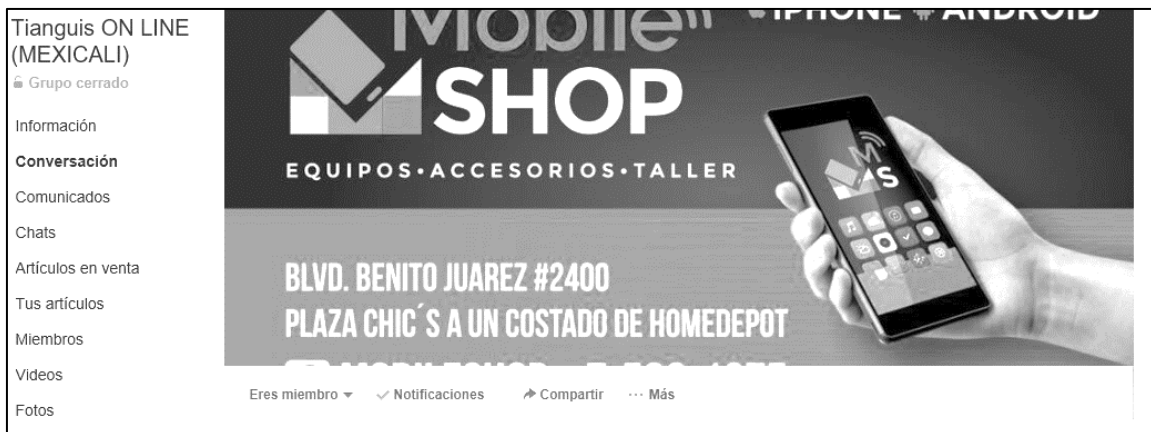 Tianguis ON LINE
(MEXICALI)
Grupo cerrado
Información
Conversación
Comunicados
Chats
Artículos en venta
Tus artículos
Miembros
Videos
Fotos
IPHONE ANDROID
Mobile
SHOP
EQUIPOS•ACCESORIOS•TALLER
M
S
BLVD. BENITO JUAREZ #2400
PLAZA CHIC´S A UN COSTADO DE HOMEDEPOT
Eres miembro
Notificaciones
Compartir
··· Más